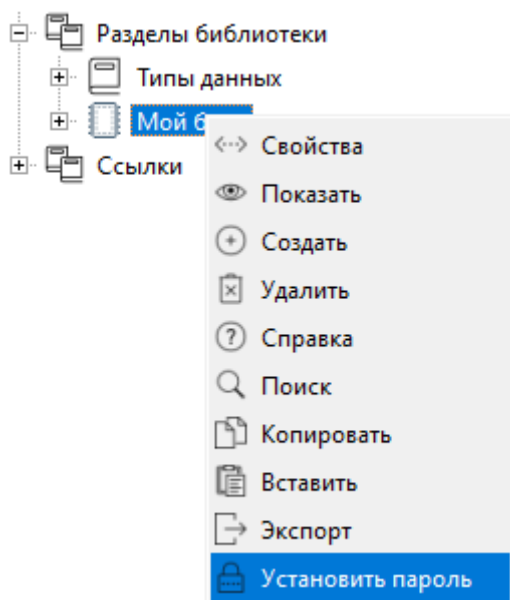 Разделы библиотеки
Типы данных
Мой
Ссылки
Свойства
Показать
Создать
Удалить
Справка
Поиск
Копировать
Вставить
Экспорт
Установить пароль